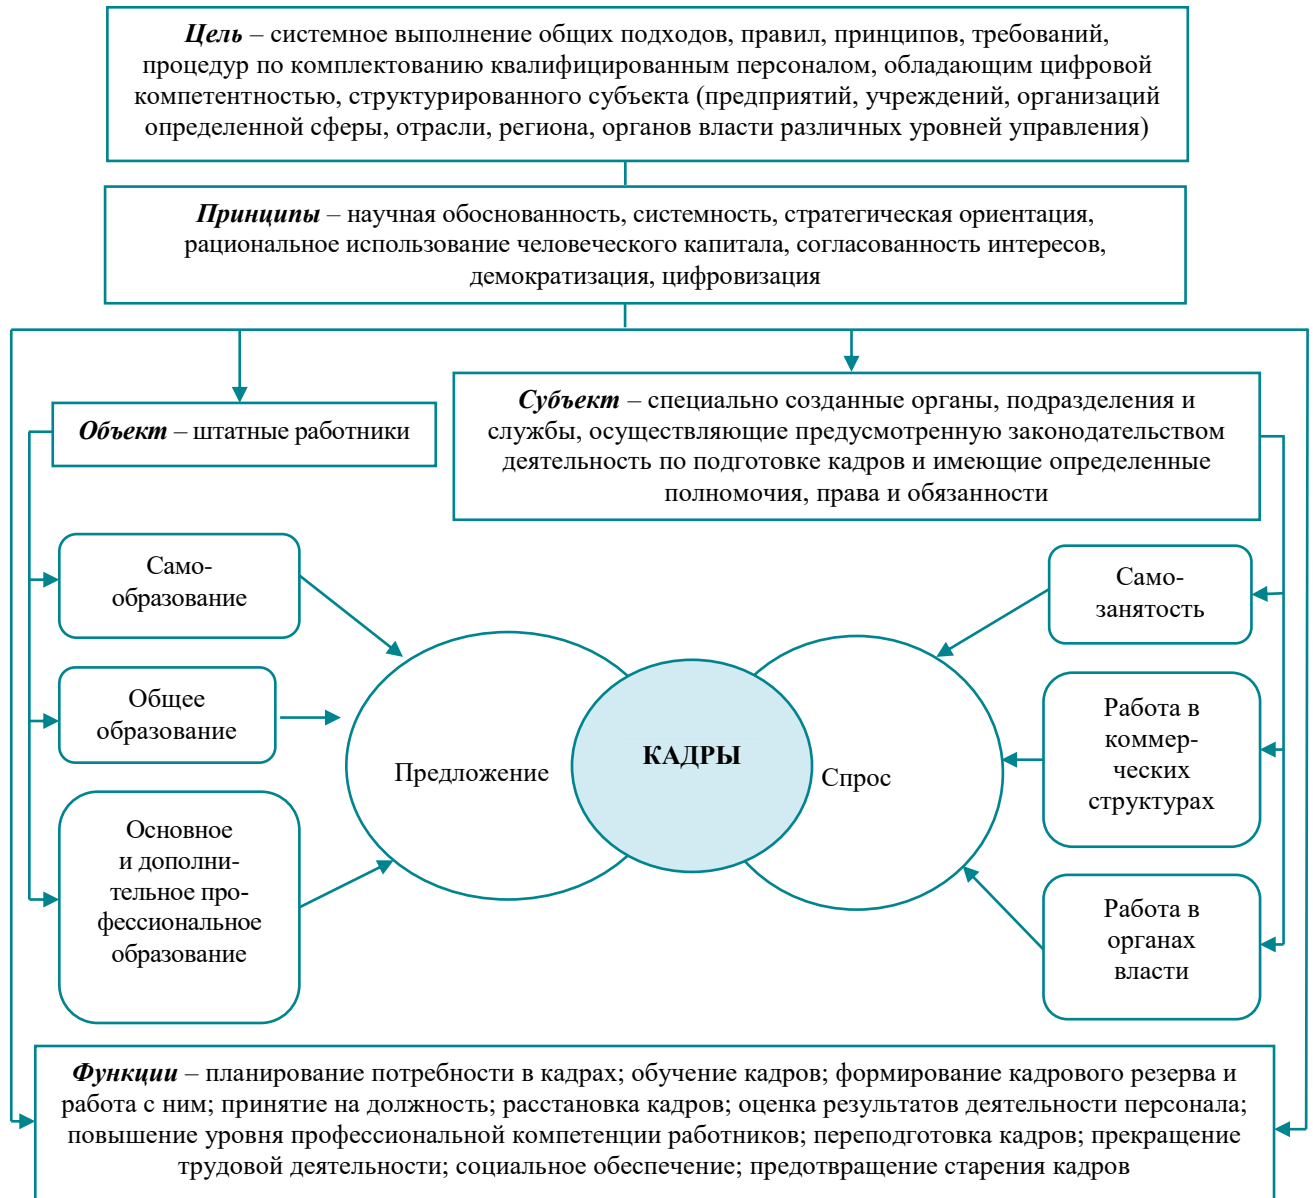 Цель – системное выполнение общих подходов, правил, принципов, требований,
процедур по комплектованию квалифицированным персоналом, обладающим цифровой
компетентностью, структурированного субъекта (предприятий, учреждений, организаций
определенной сферы, отрасли, региона, органов власти различных уровней управления)
Принципы – научная обоснованность, системность, стратегическая ориентация,
рациональное использование человеческого капитала, согласованность интересов,
демократизация, цифровизация
Объект – штатные работники
Субъект – специально созданные органы, подразделения и
службы, осуществляющие предусмотренную законодательством
деятельность по подготовке кадров и имеющие определенные
полномочия, права и обязанности
Само-
образование
Общее
образование
Основное
и дополни-
тельное про-
фессиональное
образование
Предложение
КАДРЫ
Спрос
Само-
занятость
Работа в
коммер-
ческих
структурах
Работа в
органах
власти
Функции – планирование потребности в кадрах; обучение кадров; формирование кадрового резерва и
работа с ним; принятие на должность; расстановка кадров; оценка результатов деятельности персонала;
повышение уровня профессиональной компетенции работников; переподготовка кадров; прекращение
трудовой деятельности; социальное обеспечение; предотвращение старения кадров